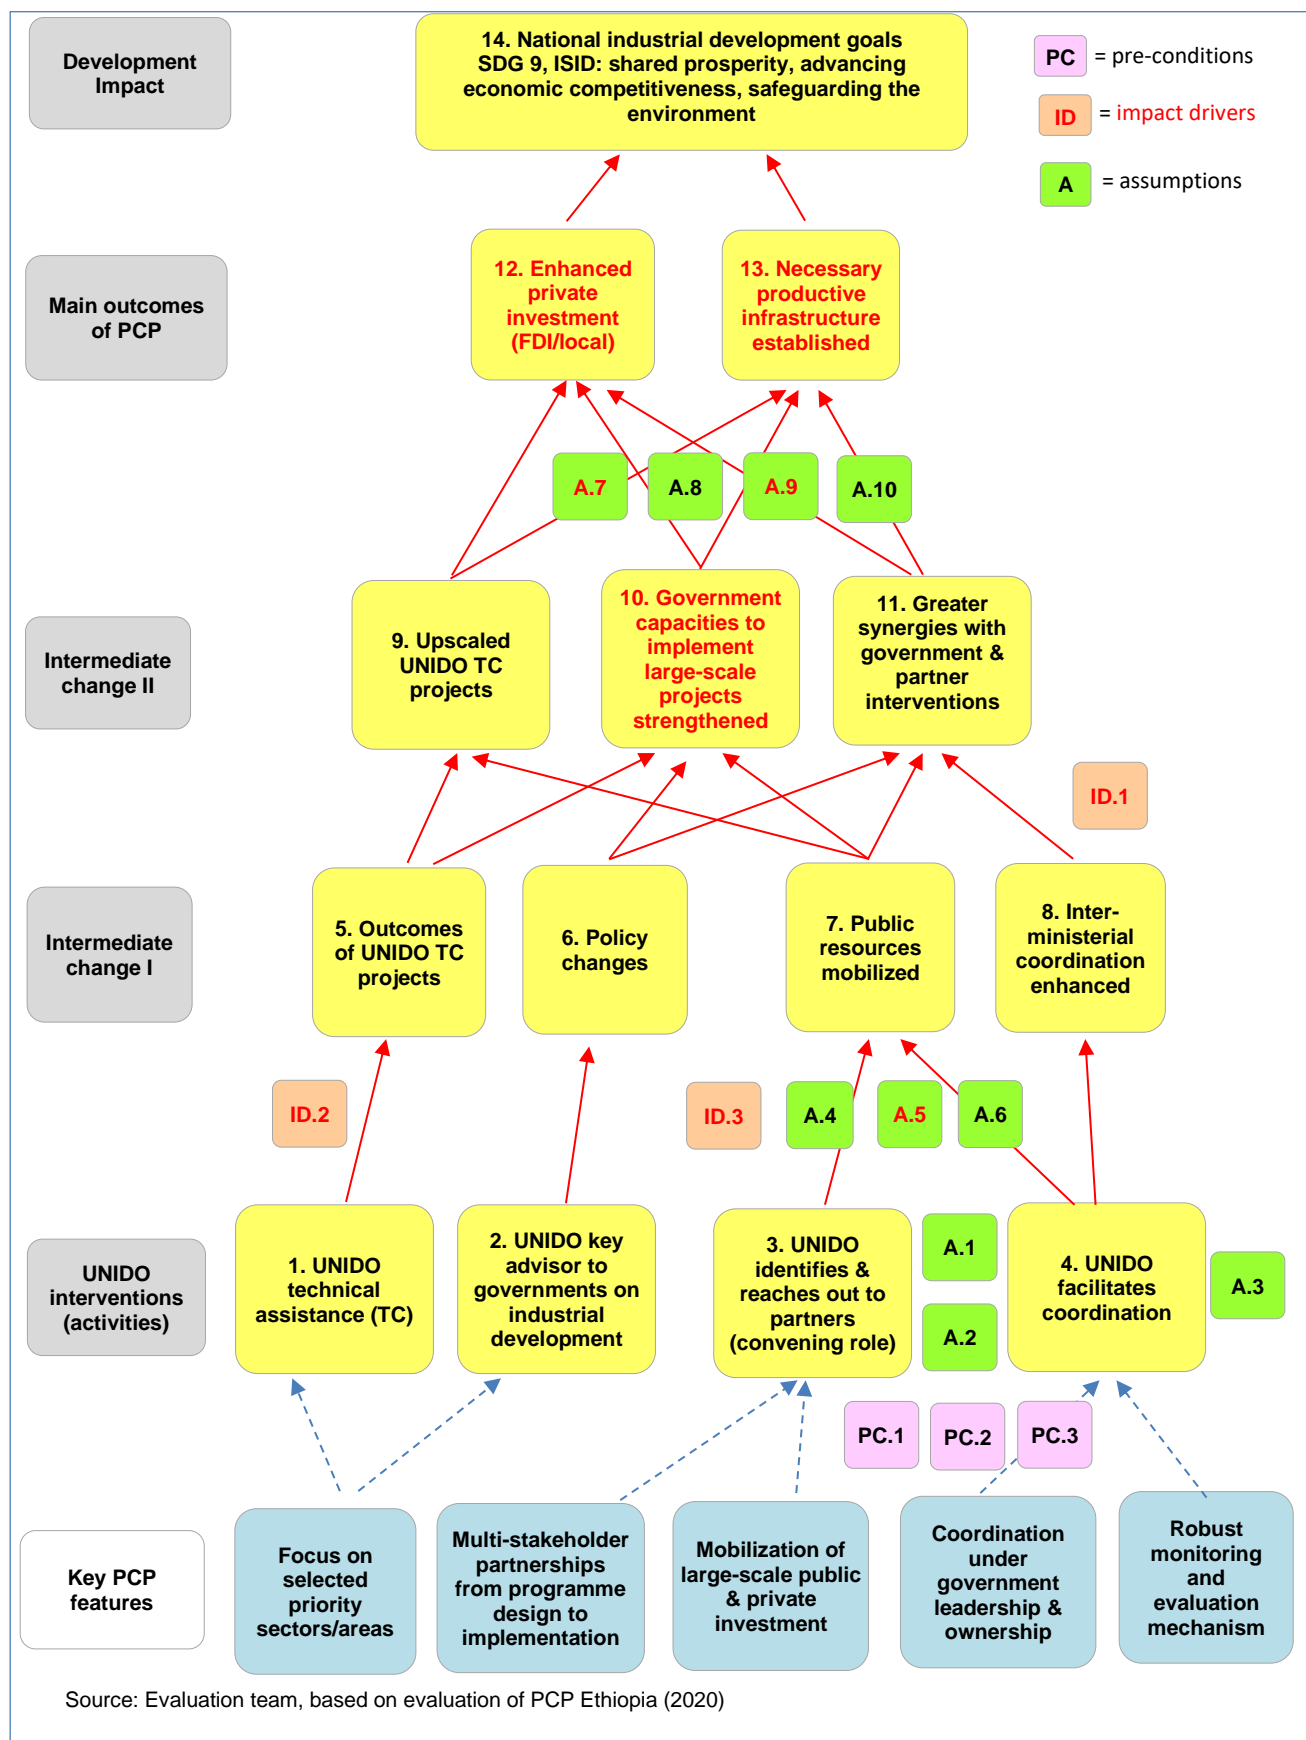 Development
Impact
14. National industrial development goals
SDG 9, ISID: shared prosperity, advancing
economic competitiveness, safeguarding the
environment
PC
= pre-conditions
ID
= impact drivers
A
= assumptions
Main outcomes
of PCP
12. Enhanced
private
investment
(FDI/local)
13. Necessary
productive
infrastructure
established
A.7
A.8
A.9
A.10
Intermediate
change II
9. Upscaled
UNIDO TC
projects
10. Government
capacities to
implement
large-scale
projects
strengthened
11. Greater
synergies with
government &
partner
interventions
ID.1
Intermediate
change I
5. Outcomes
of UNIDO TC
projects
6. Policy
changes
7. Public
resources
mobilized
8. Inter-
ministerial
coordination
enhanced
ID.2
ID.3
A.4
A.5
A.6
UNIDO
interventions
(activities)
1. UNIDO
technical
assistance (TC)
2. UNIDO key
advisor to
governments on
industrial
development
3. UNIDO
identifies &
reaches out to
partners
(convening role)
A.1
A.2
4. UNIDO
facilitates
coordination
A.3
PC.1
PC.2
PC.3
Key PCP
features
Focus on
selected
priority
sectors/areas
Multi-stakeholder
partnerships
from programme
design to
implementation
Mobilization of
large-scale public
& private
investment
Coordination
under
government
leadership &
ownership
Robust
monitoring
and
evaluation
mechanism
Source: Evaluation team, based on evaluation of PCP Ethiopia (2020)